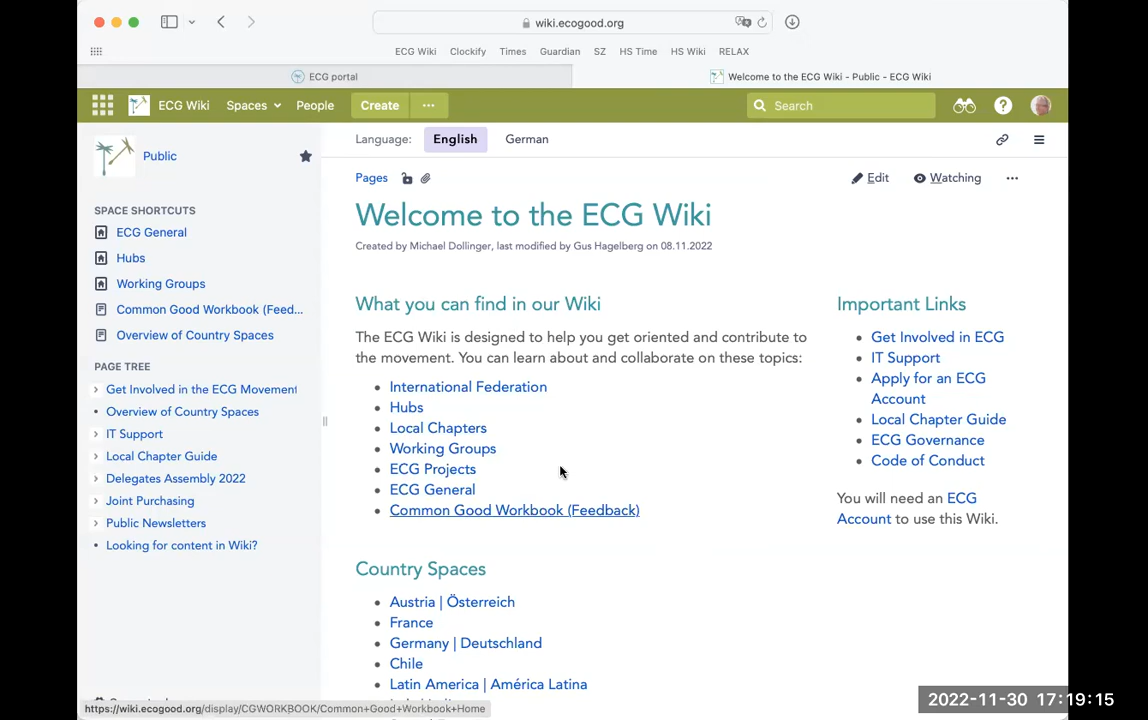 wiki.ecogood.org
ECG Wiki Clockify Times Guardian SZ HS Time HS Wiki RELAX
ECG portal
Welcome to the ECG Wiki - Public - ECG Wiki
ECG Wiki Spaces People Create ··· Search
Public
SPACE SHORTCUTS
ECG General
Hubs
Working Groups
Common Good Workbook (Feed...
Overview of Country Spaces
PAGE TREE
Get Involved in the ECG Movement
Overview of Country Spaces
IT Support
Local Chapter Guide
Delegates Assembly 2022
Joint Purchasing
Public Newsletters
Looking for content in Wiki?
Language: English German
Pages
Edit Watching ···
Welcome to the ECG Wiki
Created by Michael Dollinger, last modified by Gus Hagelberg on 08.11.2022
What you can find in our Wiki
The ECG Wiki is designed to help you get oriented and contribute to
the movement. You can learn about and collaborate on these topics:
• International Federation
• Hubs
• Local Chapters
• Working Groups
• ECG Projects
• ECG General
• Common Good Workbook (Feedback)
Country Spaces
• Austria | Österreich
• France
• Germany | Deutschland
• Chile
• Latin America | América Latina
Important Links
• Get Involved in ECG
• IT Support
• Apply for an ECG
Account
• Local Chapter Guide
• ECG Governance
• Code of Conduct
You will need an ECG
Account to use this Wiki.
https://wiki.ecogood.org/display/CGWORKBOOK/Common+Good+Workbook+Home
2022-11-30 17:19:15